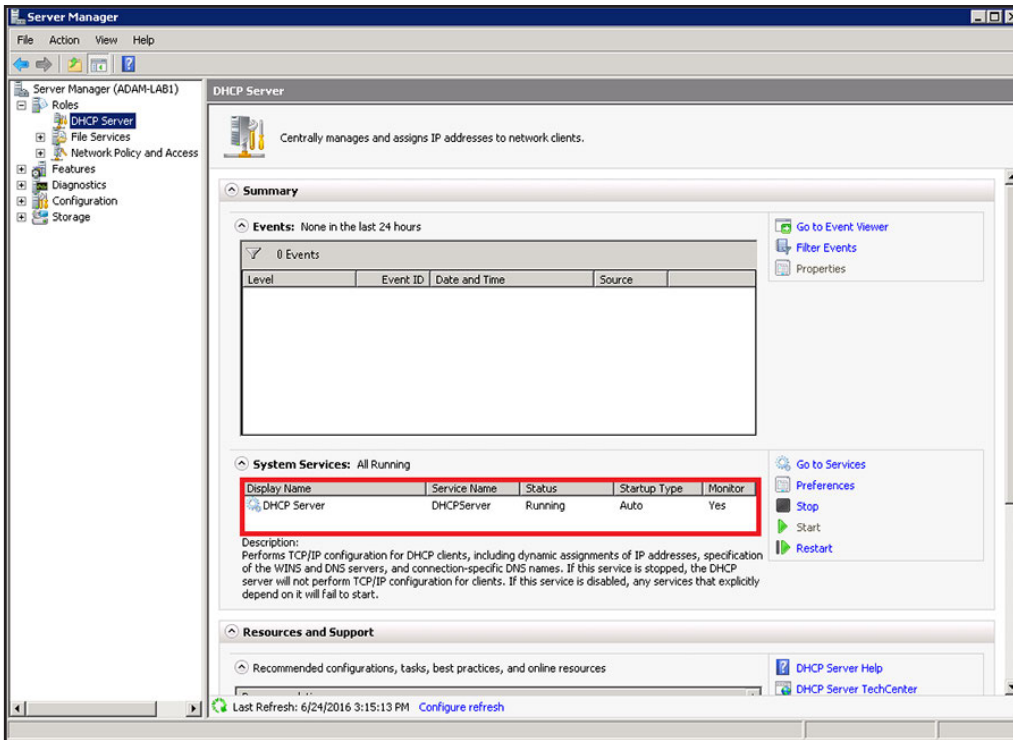 Server Manager
File Action View Help
Server Manager (ADAM-LAB1)
Roles
DHCP Server
File Services
Network Policy and Access
Features
Diagnostics
Configuration
Storage
DHCP Server
Centrally manages and assigns IP addresses to network clients.
Summary
Events: None in the last 24 hours
0 Events
Level Event ID Date and Time Source
Go to Event Viewer
Filter Events
Properties
System Services: All Running
Display Name Service Name Status Startup Type Monitor
DHCP Server DHCPServer Running Auto Yes
Description:
Performs TCP/IP configuration for DHCP clients, including dynamic assignments of IP addresses, specification
of the WINS and DNS servers, and connection-specific DNS names. If this service is stopped, the DHCP
server will not perform TCP/IP configuration for clients. If this service is disabled, any services that explicitly
depend on it will fail to start.
Go to Services
Preferences
Stop
Start
Restart
Resources and Support
Recommended configurations, tasks, best practices, and online resources
DHCP Server Help
DHCP Server TechCenter
Last Refresh: 6/24/2016 3:15:13 PM Configure refresh